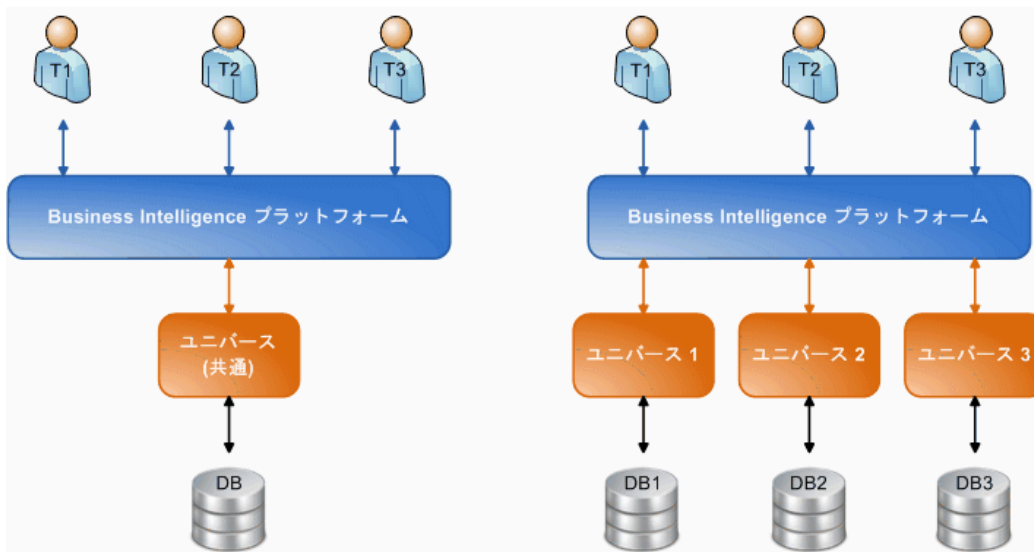 T1
T2
T3
Business Intelligence プラットフォーム
ユニバース
(共通)
DB
T1
T2
T3
Business Intelligence プラットフォーム
ユニバース 1
ユニバース 2
ユニバース 3
DB1
DB2
DB3